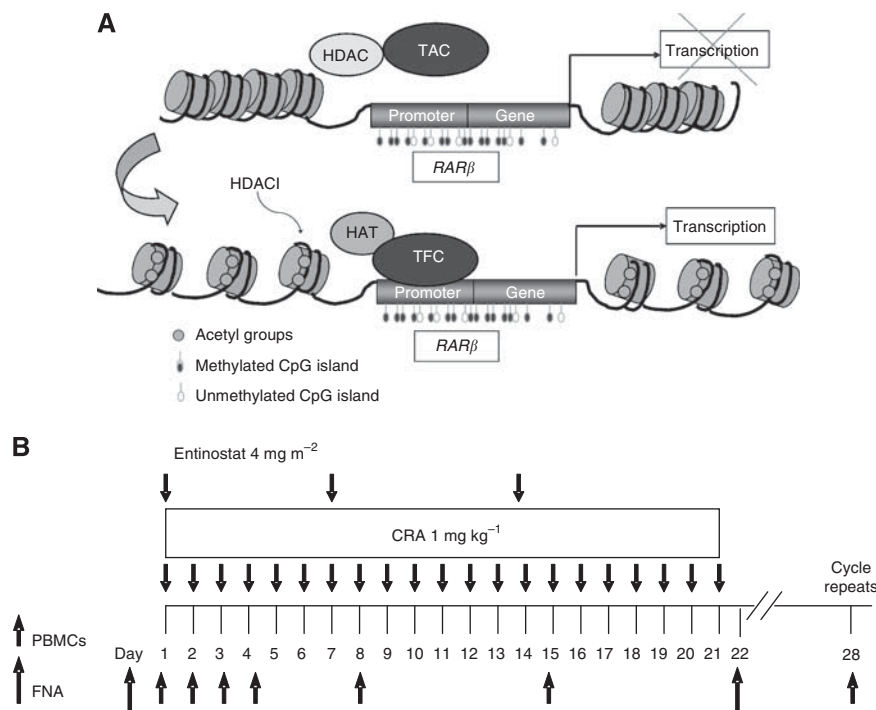 A
HDAC
TAC
Transcription
Promoter Gene
RARβ
HDACI
HAT
TFC
Transcription
Promoter Gene
RARβ
Acetyl groups
Methylated CpG island
Unmethylated CpG island
B
Entinostat 4 mg m⁻²
CRA 1 mg kg⁻¹
Cycle
repeats
PBMCs
Day 1 2 3 4 5 6 7 8 9 10 11 12 13 14 15 16 17 18 19 20 21 22 28
FNA